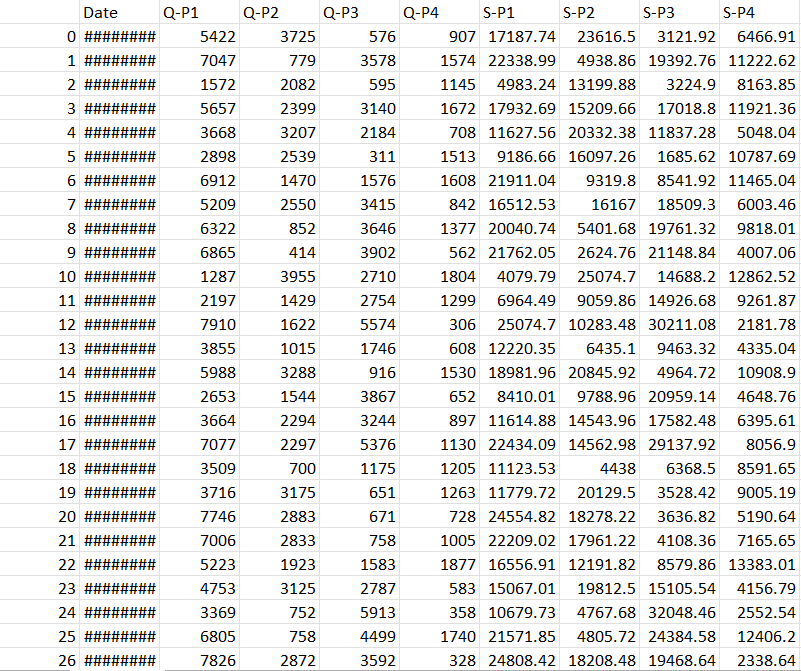 Date Q-P1 Q-P2 Q-P3 Q-P4 S-P1 S-P2 S-P3 S-P4
0 ######## 5422 3725 576 907 17187.74 23616.5 3121.92 6466.91
1 ######## 7047 779 3578 1574 22338.99 4938.86 19392.76 11222.62
2 ######## 1572 2082 595 1145 4983.24 13199.88 3224.9 8163.85
3 ######## 5657 2399 3140 1672 17932.69 15209.66 17018.8 11921.36
4 ######## 3668 3207 2184 708 11627.56 20332.38 11837.28 5048.04
5 ######## 2898 2539 311 1513 9186.66 16097.26 1685.62 10787.69
6 ######## 6912 1470 1576 1608 21911.04 9319.8 8541.92 11465.04
7 ######## 5209 2550 3415 842 16512.53 16167 18509.3 6003.46
8 ######## 6322 852 3646 1377 20040.74 5401.68 19761.32 9818.01
9 ######## 6865 414 3902 562 21762.05 2624.76 21148.84 4007.06
10 ######## 1287 3955 2710 1804 4079.79 25074.7 14688.2 12862.52
11 ######## 2197 1429 2754 1299 6964.49 9059.86 14926.68 9261.87
12 ######## 7910 1622 5574 306 25074.7 10283.48 30211.08 2181.78
13 ######## 3855 1015 1746 608 12220.35 6435.1 9463.32 4335.04
14 ######## 5988 3288 916 1530 18981.96 20845.92 4964.72 10908.9
15 ######## 2653 1544 3867 652 8410.01 9788.96 20959.14 4648.76
16 ######## 3664 2294 3244 897 11614.88 14543.96 17582.48 6395.61
17 ######## 7077 2297 5376 1130 22434.09 14562.98 29137.92 8056.9
18 ######## 3509 700 1175 1205 11123.53 4438 6368.5 8591.65
19 ######## 3716 3175 651 1263 11779.72 20129.5 3528.42 9005.19
20 ######## 7746 2883 671 728 24554.82 18278.22 3636.82 5190.64
21 ######## 7006 2833 758 1005 22209.02 17961.22 4108.36 7165.65
22 ######## 5223 1923 1583 1877 16556.91 12191.82 8579.86 13383.01
23 ######## 4753 3125 2787 583 15067.01 19812.5 15105.54 4156.79
24 ######## 3369 752 5913 358 10679.73 4767.68 32048.46 2552.54
25 ######## 6805 758 4499 1740 21571.85 4805.72 24384.58 12406.2
26 ######## 7826 2872 3592 328 24808.42 18208.48 19468.64 2338.64